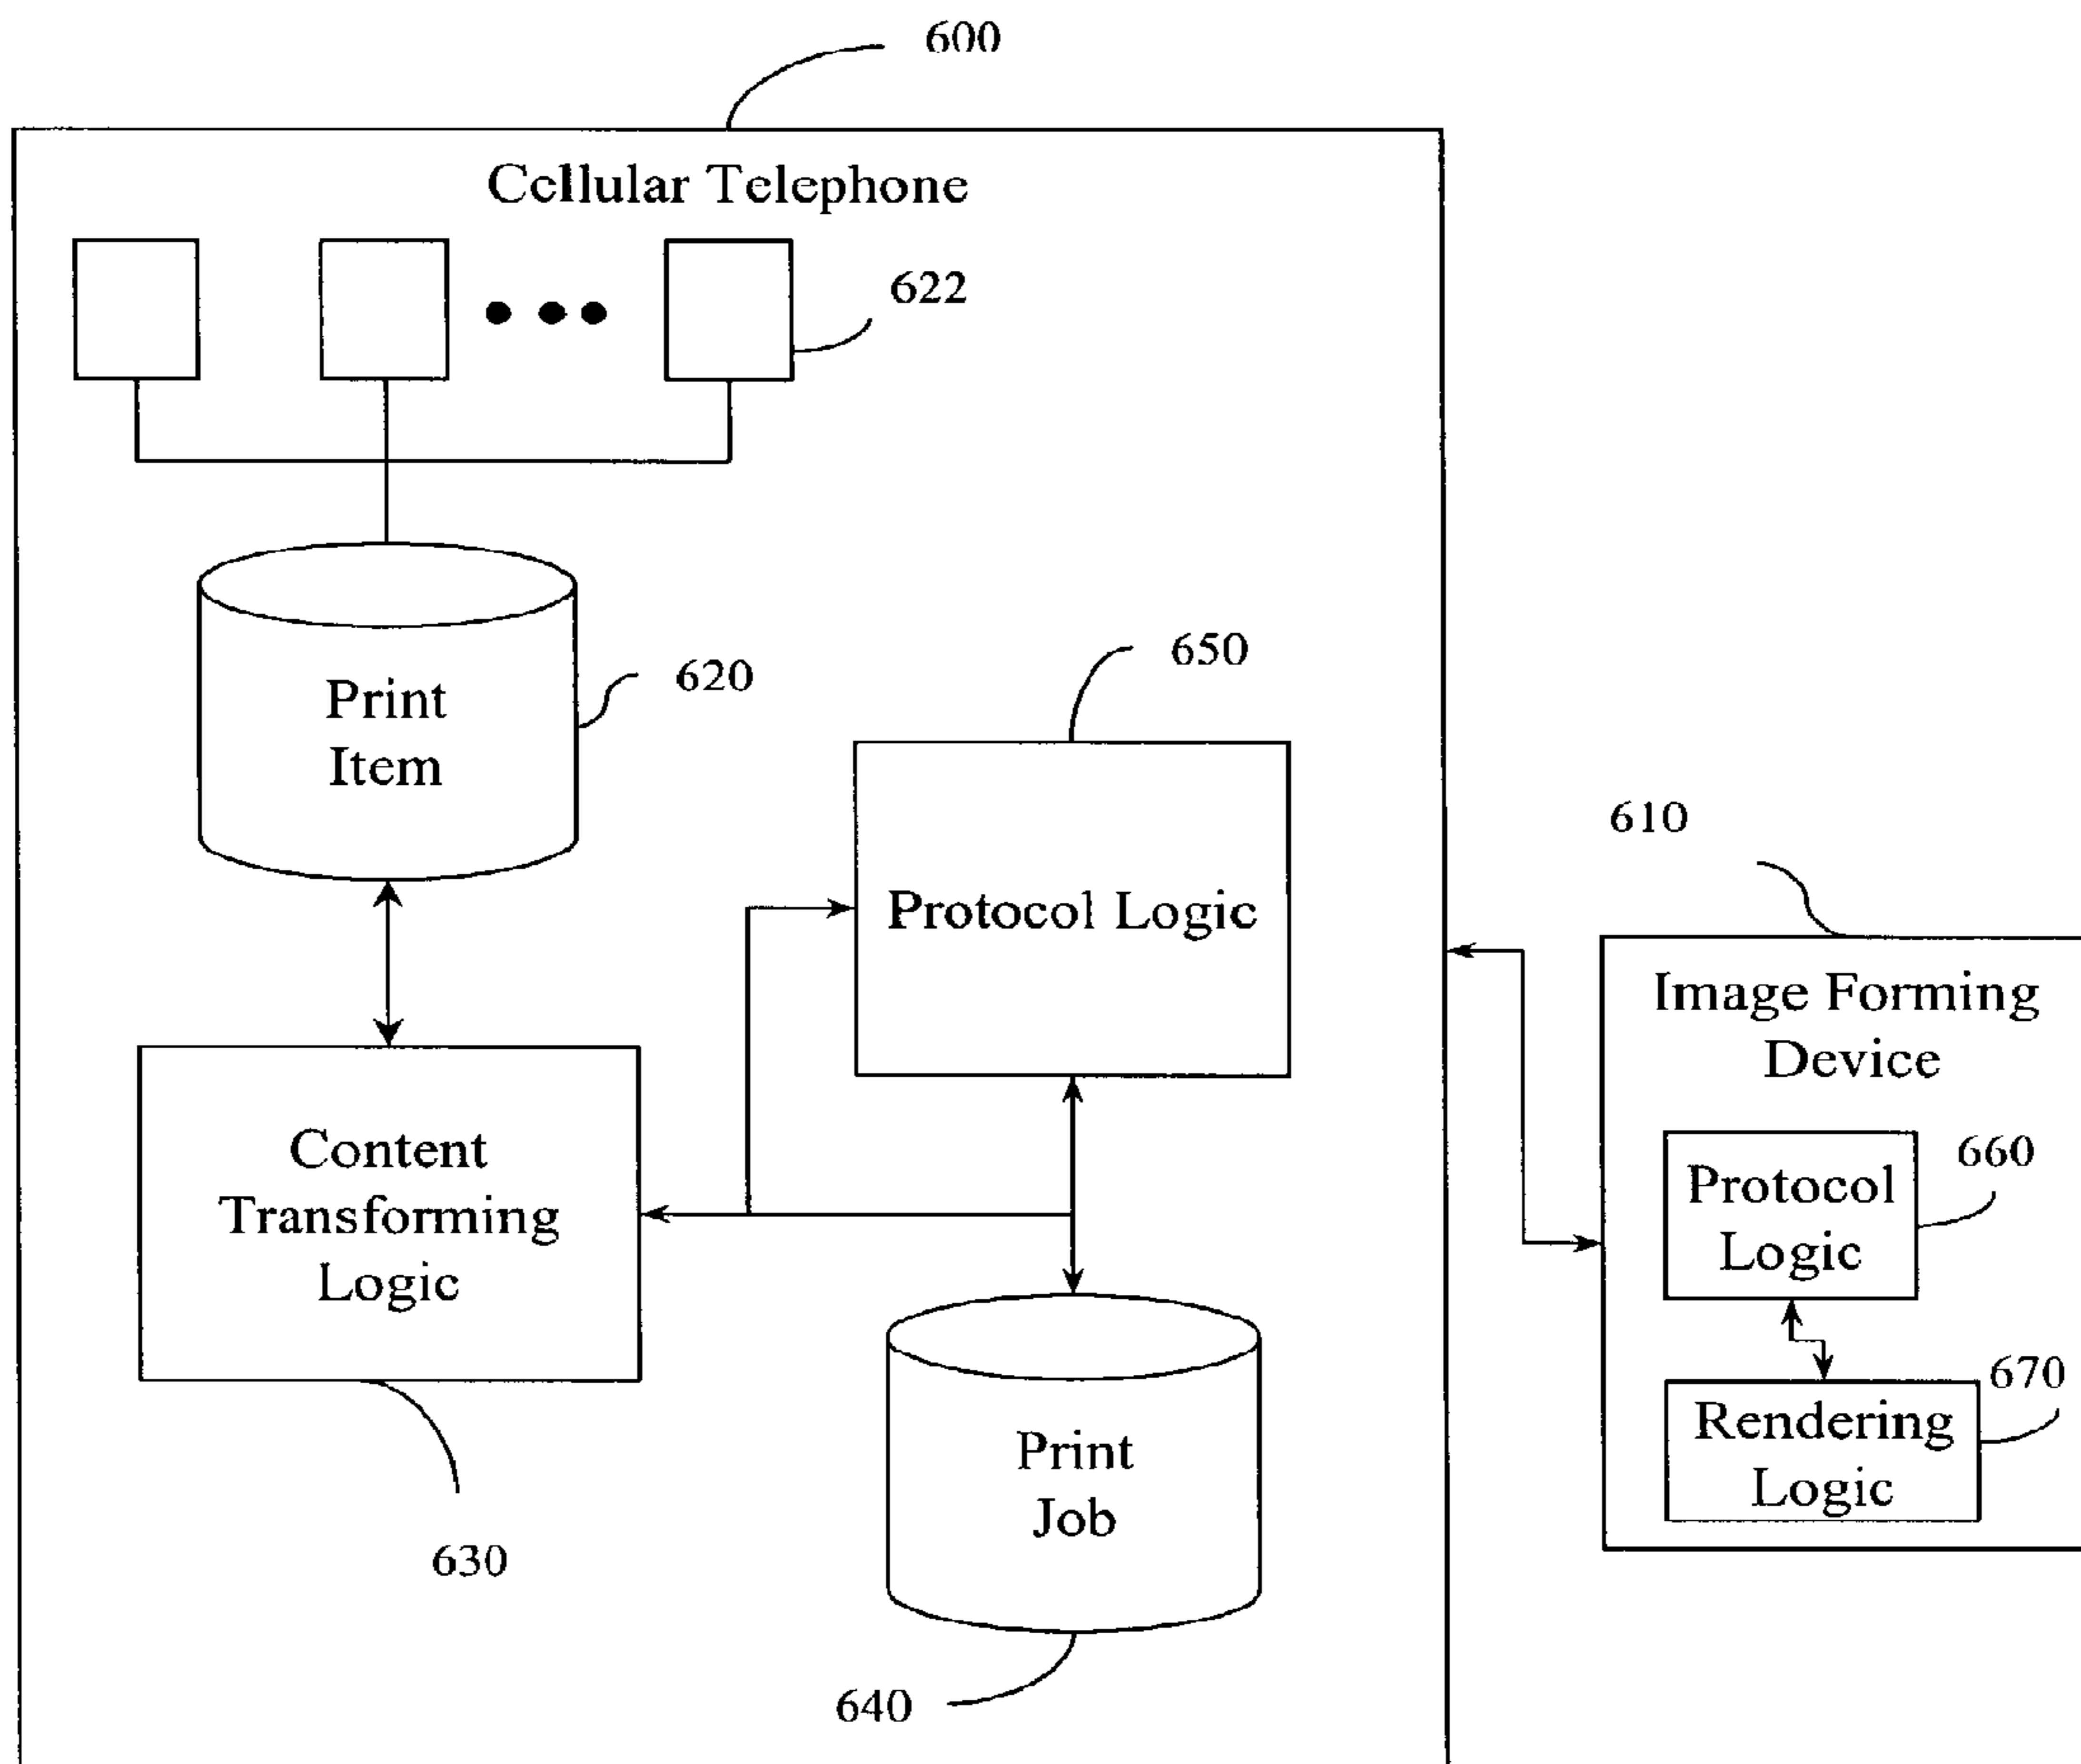 600
Cellular Telephone
622
Print
Item
620
650
Protocol Logic
610
Image Forming
Device
Content
Transforming
Logic
630
Protocol
Logic
660
Rendering
Logic
670
Print
Job
640